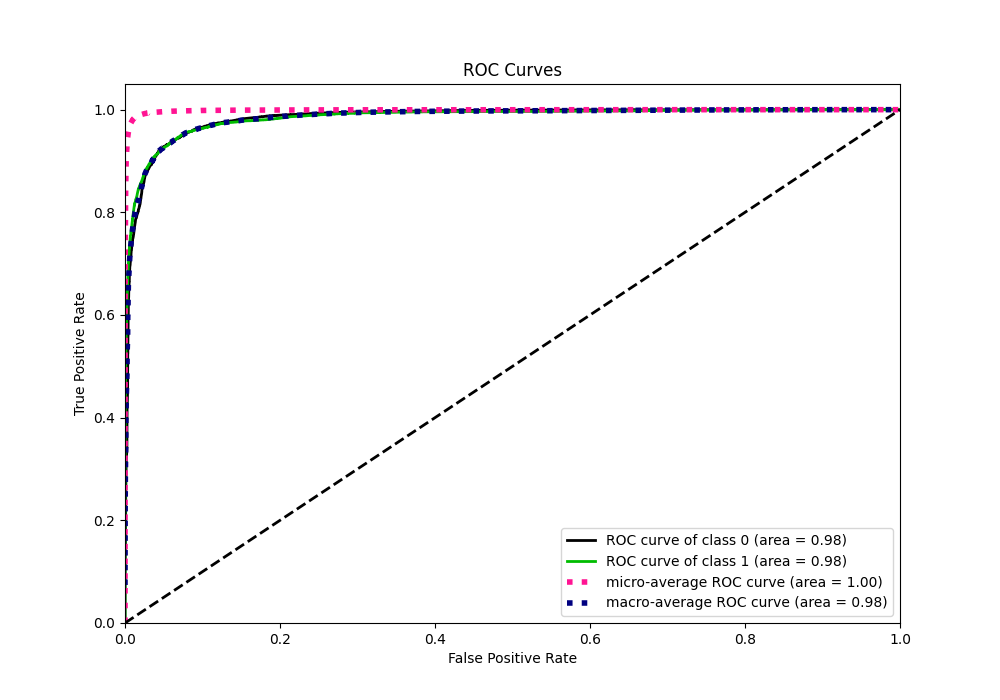 ROC Curves
1.0
0.8
0.6
0.4
0.2
0.0
True Positive Rate
0.0 0.2 0.4 0.6 0.8 1.0
False Positive Rate
ROC curve of class 0 (area = 0.98)
ROC curve of class 1 (area = 0.98)
micro-average ROC curve (area = 1.00)
macro-average ROC curve (area = 0.98)